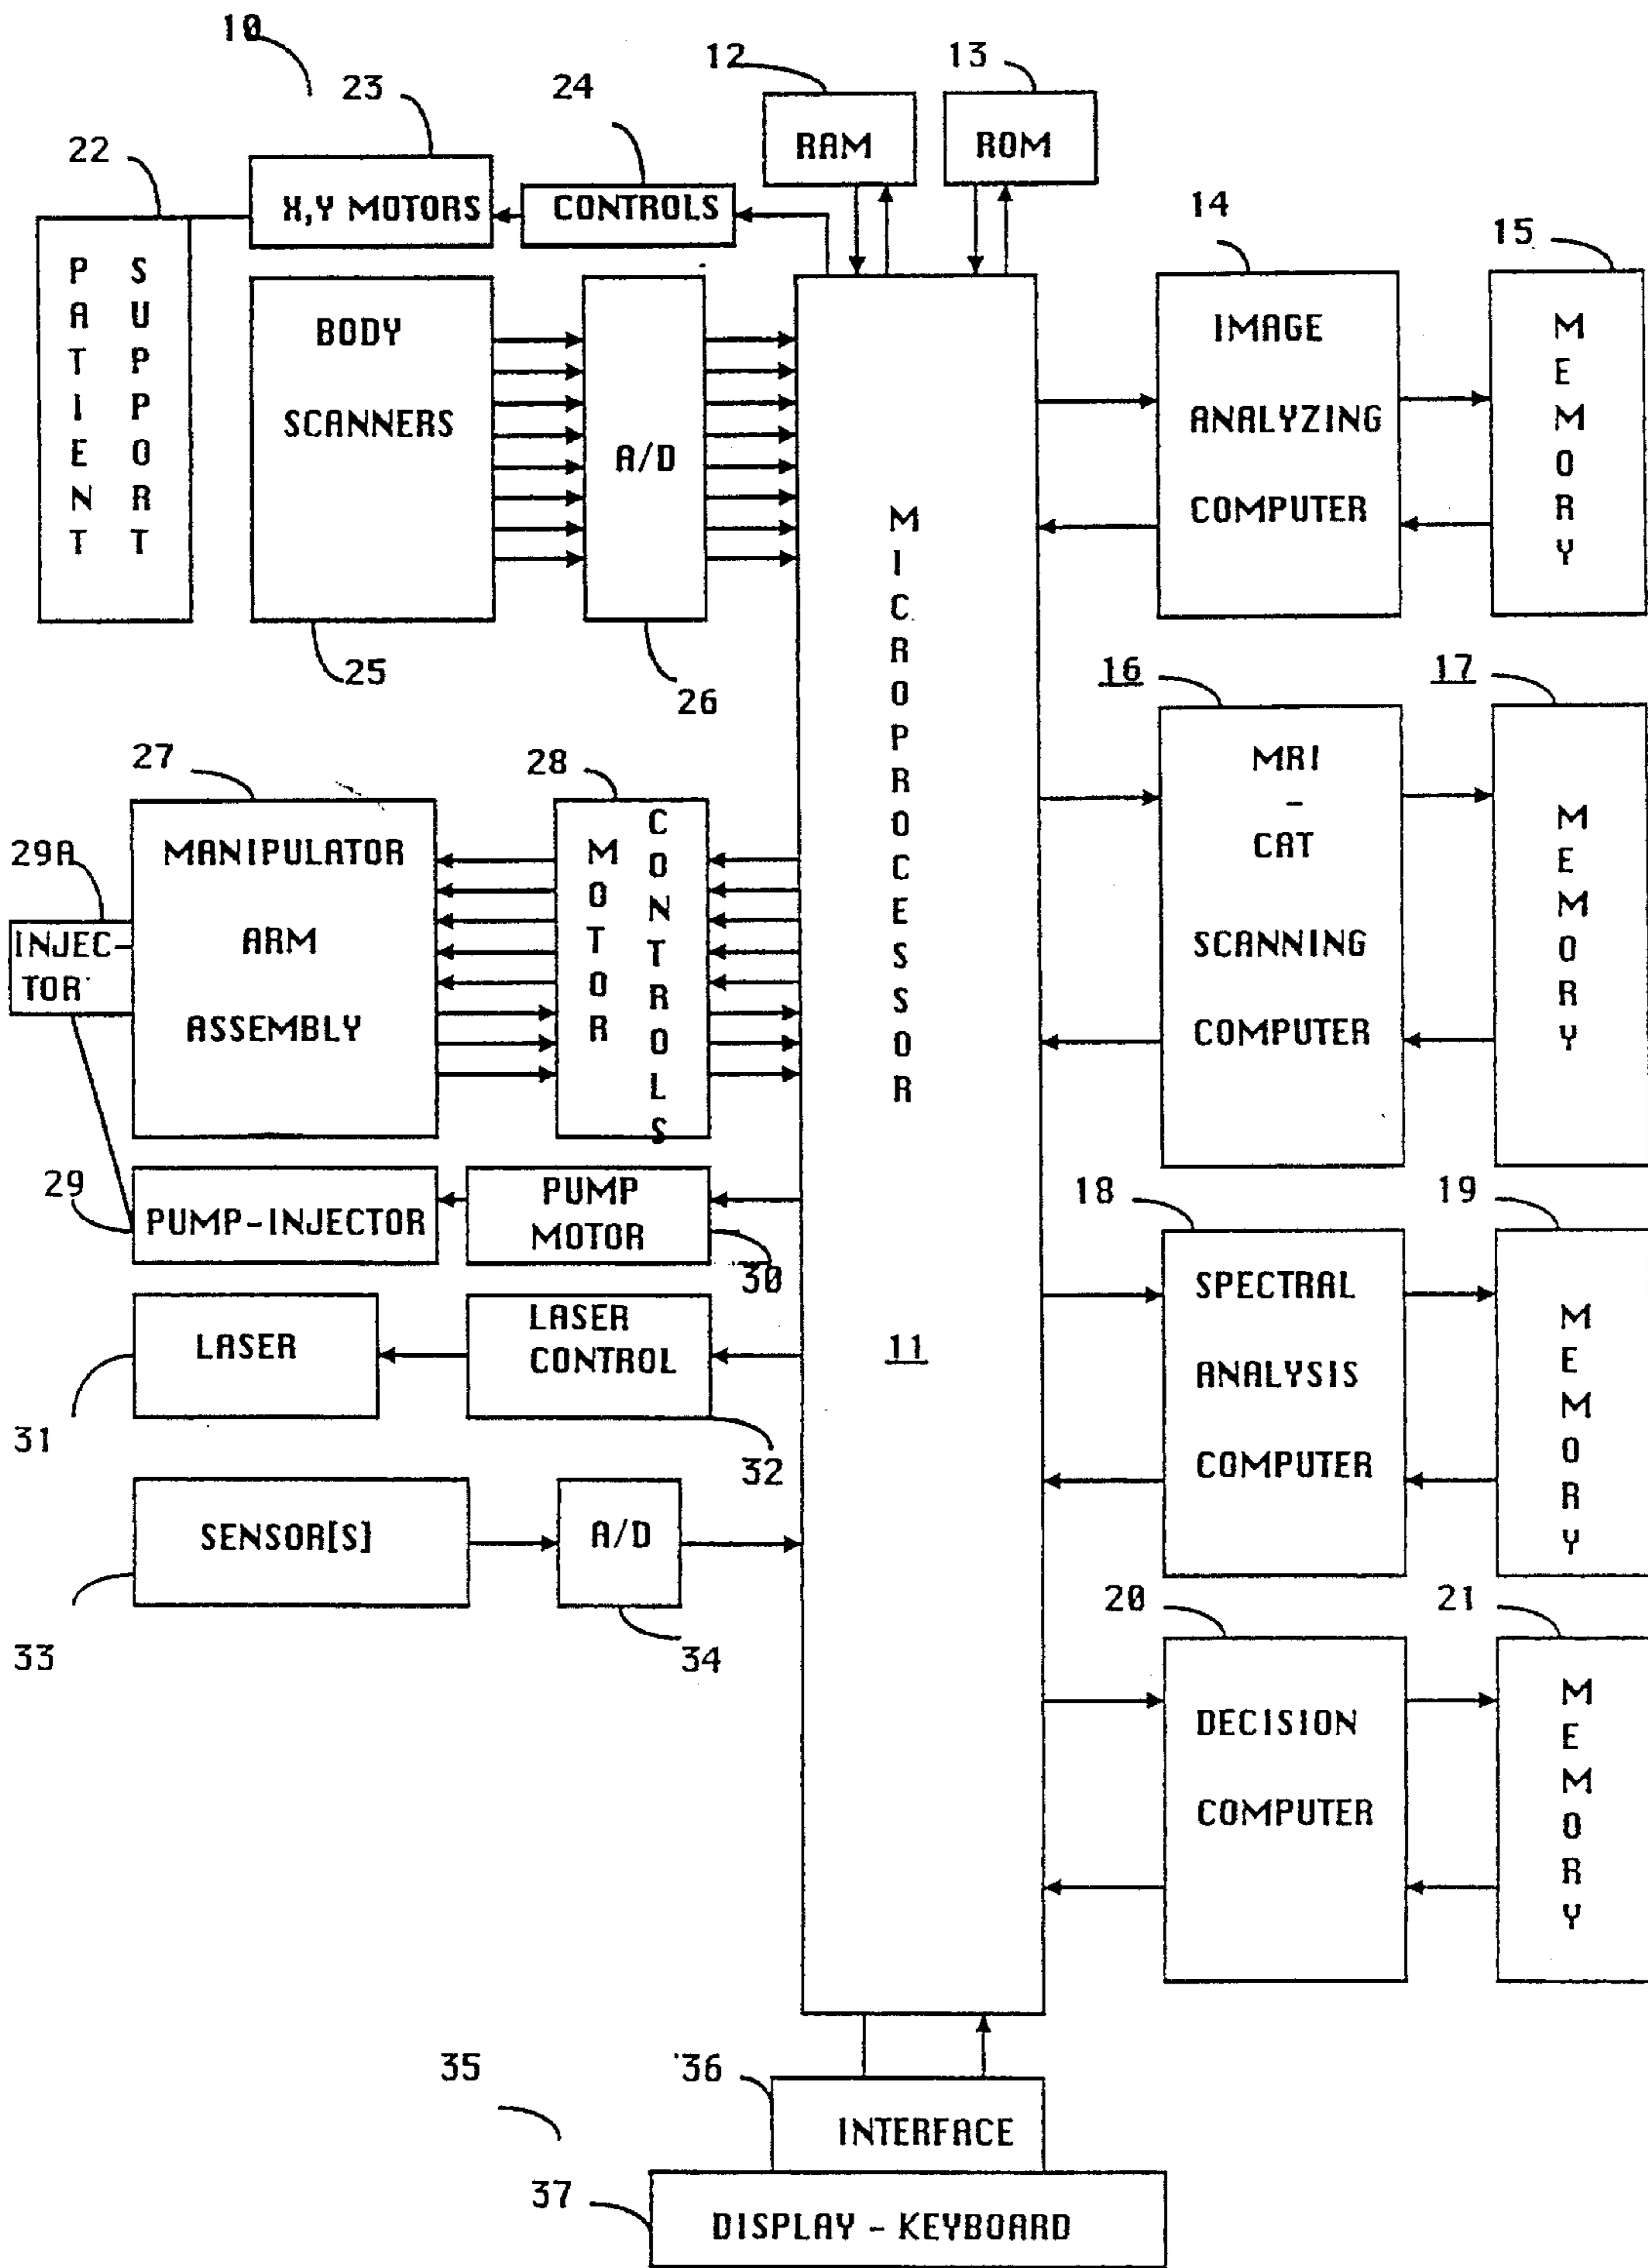 10
23
24
12
13
22
X,Y MOTORS
CONTROLS
RAM
ROM
14
15
PATIENT
SUPPORT
BODY
SCANNERS
A/D
25
26
IMAGE
ANALYZING
COMPUTER
MEMORY
MICROPROCESSOR
11
16
17
MRI
-
CAT
SCANNING
COMPUTER
MEMORY
27
28
29A
MANIPULATOR
ARM
ASSEMBLY
MOTOR
CONTROLS
INJEC-
TOR
29
PUMP-INJECTOR
PUMP
MOTOR
30
18
19
SPECTRAL
ANALYSIS
COMPUTER
MEMORY
LASER
LASER
CONTROL
31
32
SENSOR[S]
A/D
33
34
20
21
DECISION
COMPUTER
MEMORY
35
36
INTERFACE
37
DISPLAY - KEYBOARD